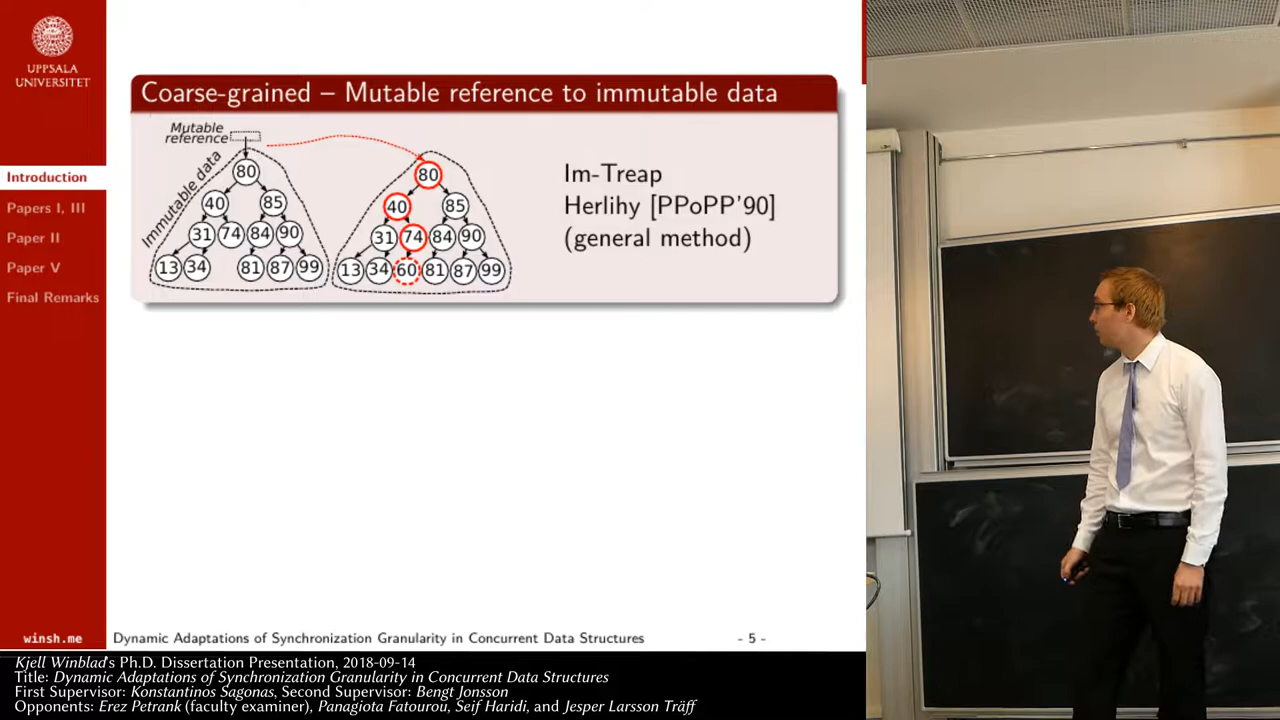 UPPSALA
UNIVERSITET
Introduction
Papers I, III
Paper II
Paper V
Final Remarks
winsh.me
Coarse-grained – Mutable reference to immutable data
Mutable
reference
Immutable data
80
40 85
31 74 84 90
13 34 81 87 99
80
40 85
31 74 84 90
13 34 60 81 87 99
Im-Treap
Herlihy [PPoPP'90]
(general method)
Dynamic Adaptations of Synchronization Granularity in Concurrent Data Structures - 5 -
Kjell Winblad's Ph.D. Dissertation Presentation, 2018-09-14
Title: Dynamic Adaptations of Synchronization Granularity in Concurrent Data Structures
First Supervisor: Konstantinos Sagonas, Second Supervisor: Bengt Jonsson
Opponents: Erez Petrank (faculty examiner), Panagiota Fatourou, Seif Haridi, and Jesper Larsson Träff